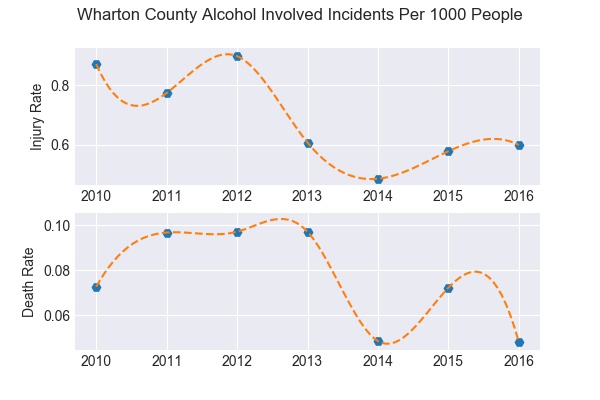 Wharton County Alcohol Involved Incidents Per 1000 People
Injury Rate
0.8
0.6
2010 2011 2012 2013 2014 2015 2016
Death Rate
0.10
0.08
0.06
2010 2011 2012 2013 2014 2015 2016